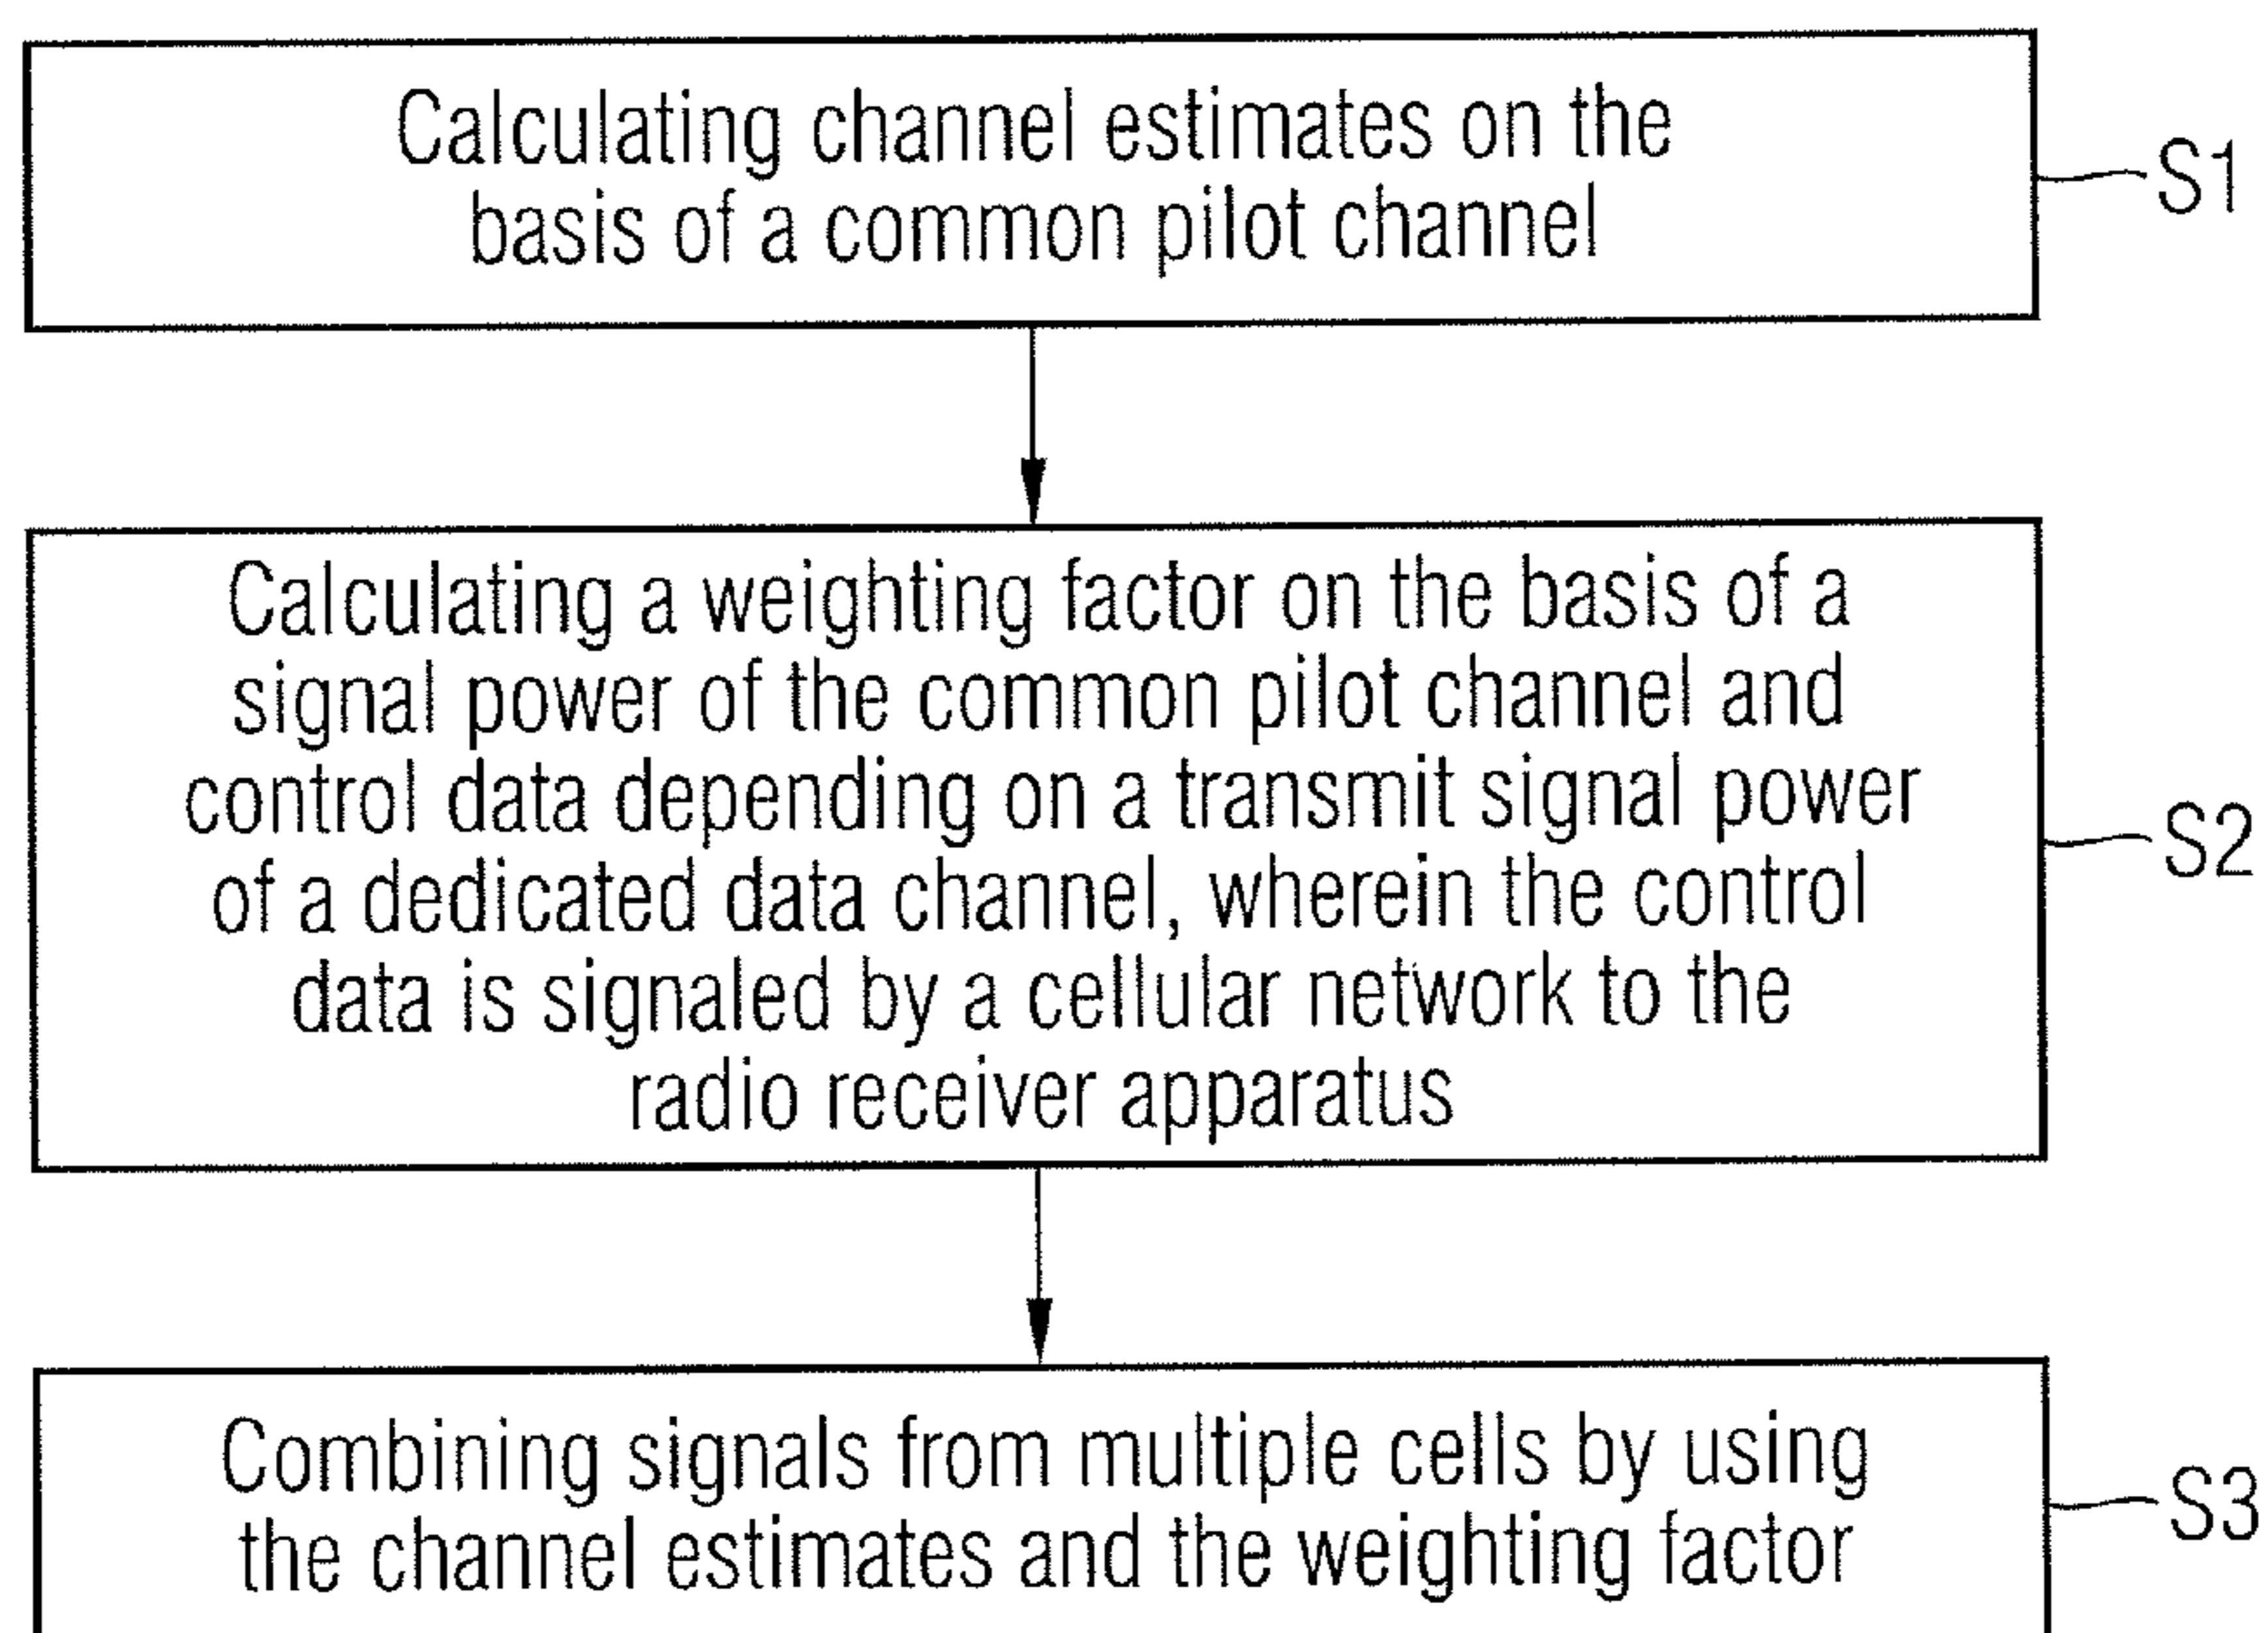 Calculating channel estimates on the
basis of a common pilot channel
S1
Calculating a weighting factor on the basis of a
signal power of the common pilot channel and
control data depending on a transmit signal power
of a dedicated data channel, wherein the control
data is signaled by a cellular network to the
radio receiver apparatus
S2
Combining signals from multiple cells by using
the channel estimates and the weighting factor
S3